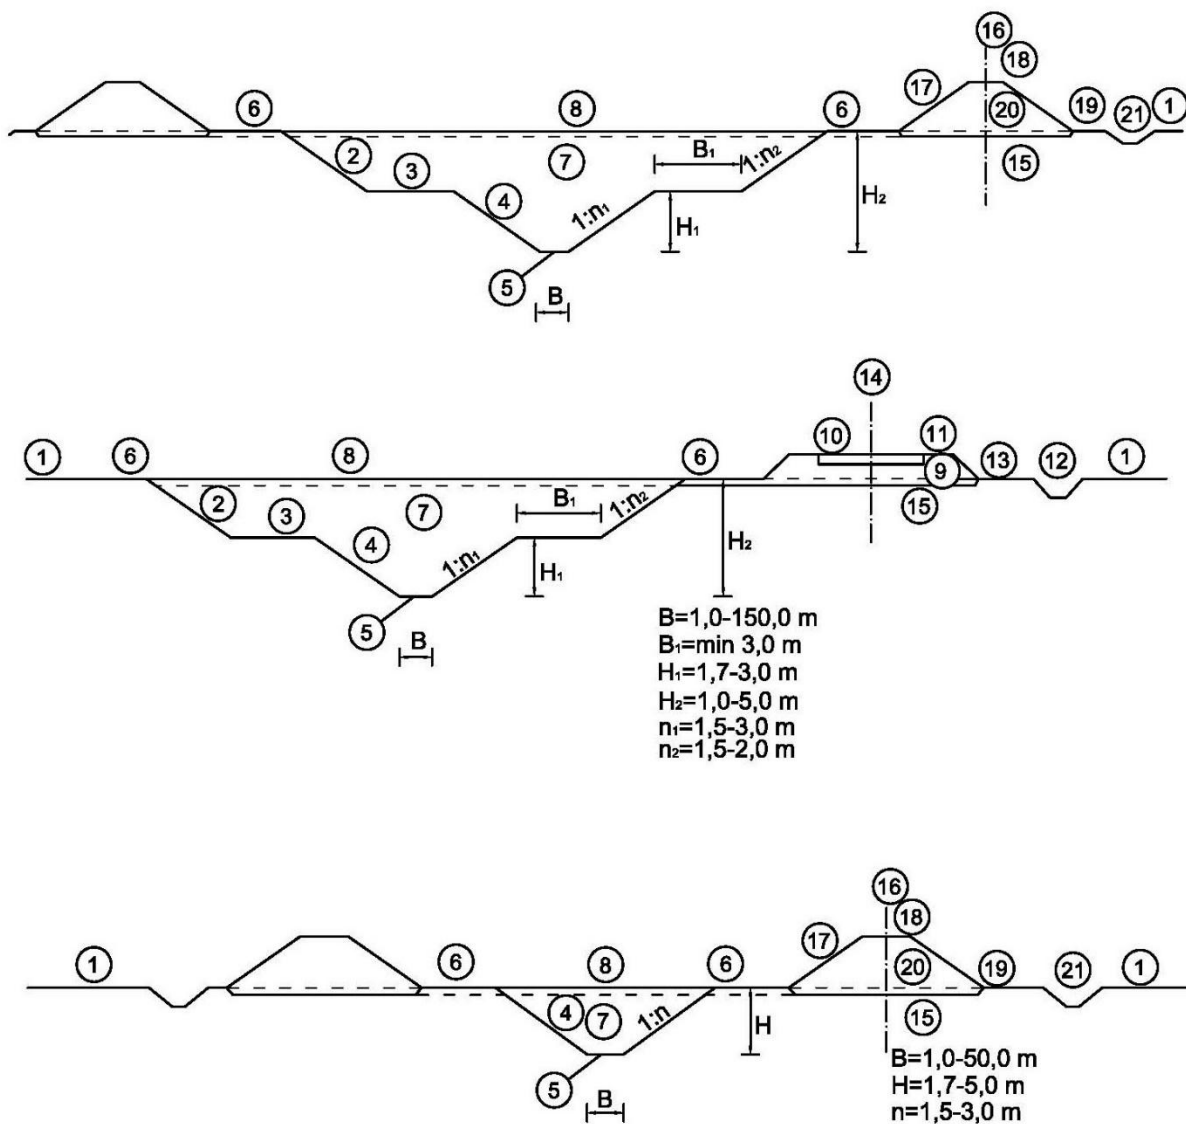 16
18
17
6
8
6
20
19
21
1
2
3
7
B₁
1:n₂
15
4
1:n₁
H₁
H₂
5
B
14
10
11
1
6
8
6
9
13
12
1
2
3
7
B₁
1:n₂
15
4
1:n₁
H₁
H₂
5
B
B=1,0-150,0 m
B₁=min 3,0 m
H₁=1,7-3,0 m
H₂=1,0-5,0 m
n₁=1,5-3,0 m
n₂=1,5-2,0 m
16
18
17
1
6
8
6
20
19
21
1
4
7
1:n
H
15
5
B
B=1,0-50,0 m
H=1,7-5,0 m
n=1,5-3,0 m